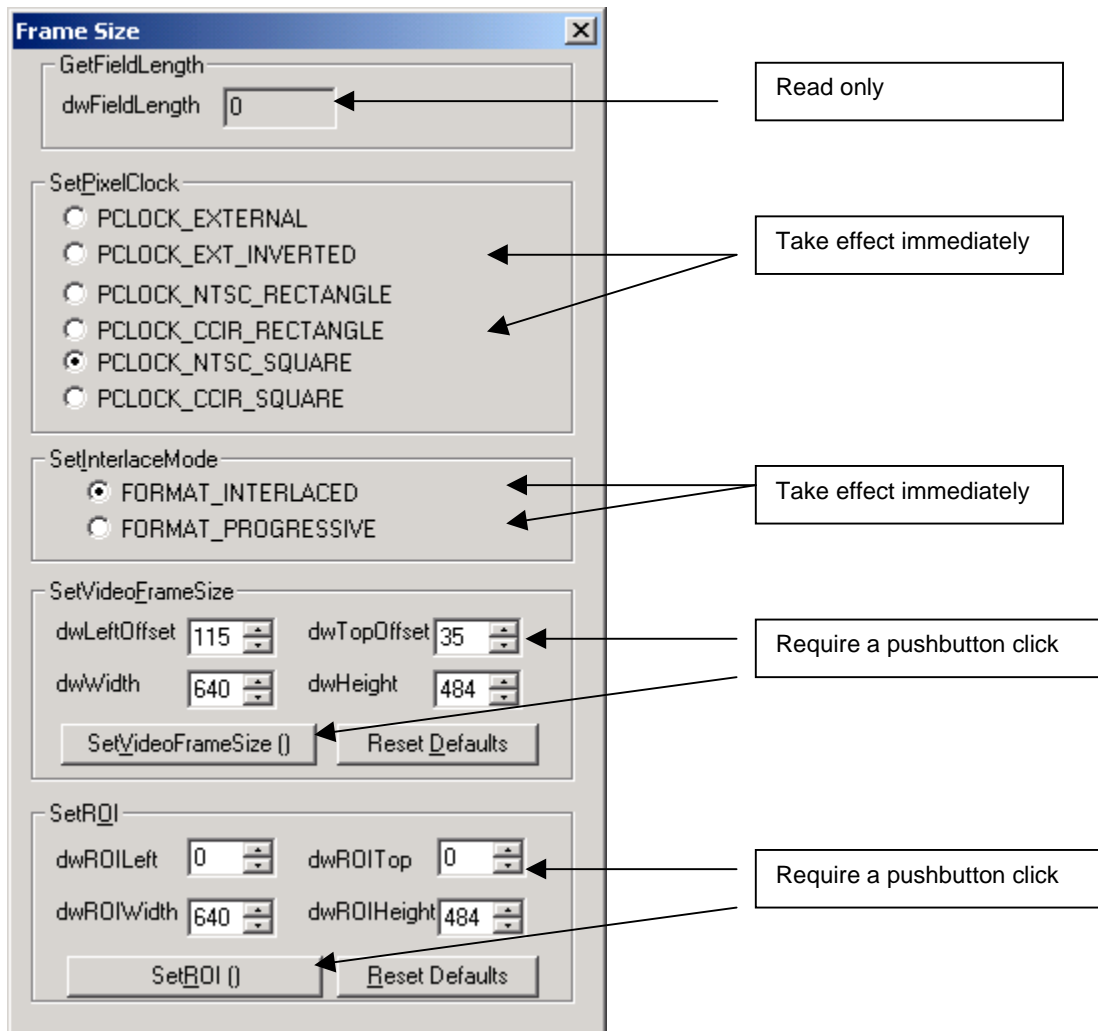 Frame Size
GetFieldLength
dwFieldLength 0
Read only
SetPixelClock
PCLOCK_EXTERNAL
PCLOCK_EXT_INVERTED
Take effect immediately
PCLOCK_NTSC_RECTANGLE
PCLOCK_CCIR_RECTANGLE
PCLOCK_NTSC_SQUARE
PCLOCK_CCIR_SQUARE
SetInterlaceMode
FORMAT_INTERLACED
Take effect immediately
FORMAT_PROGRESSIVE
SetVideoFrameSize
dwLeftOffset 115 dwTopOffset 35
Require a pushbutton click
dwWidth 640 dwHeight 484
SetVideoFrameSize () Reset Defaults
SetROI
dwROILeft 0 dwROITop 0
Require a pushbutton click
dwROIWidth 640 dwROIHeight 484
SetROI () Reset Defaults